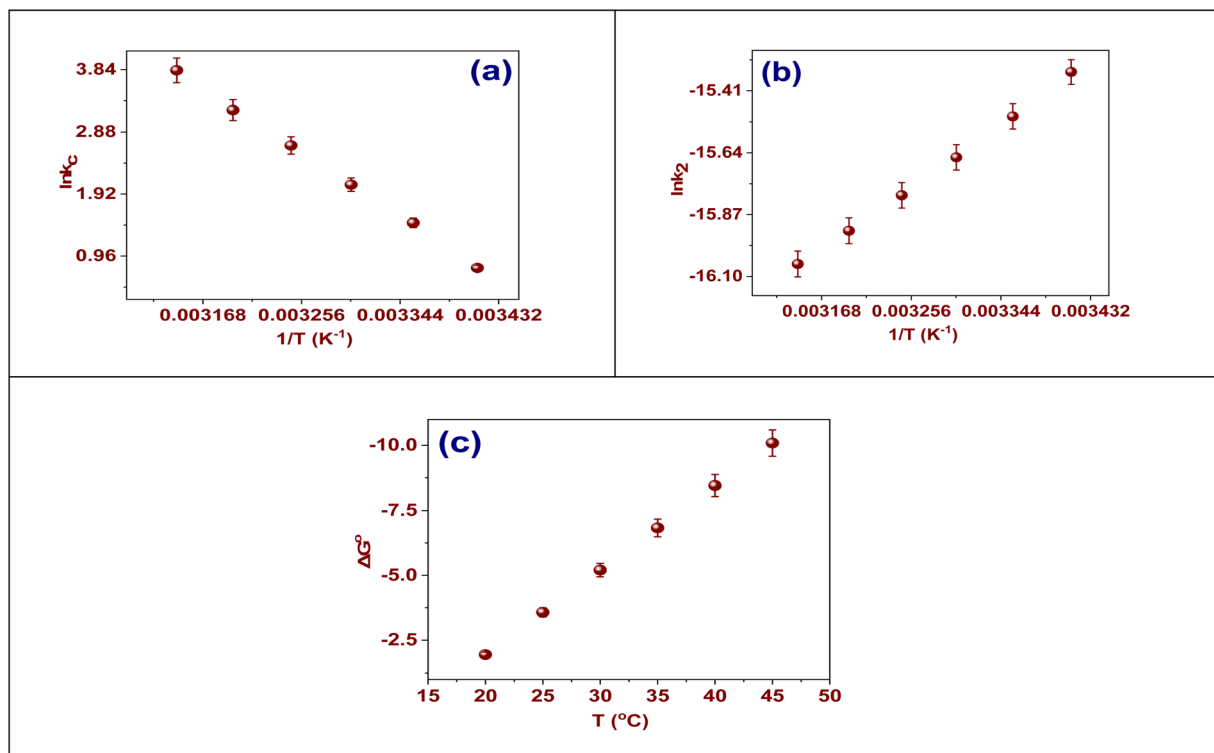 (a)
lnk_c
3.84
2.88
1.92
0.96
0.003168 0.003256 0.003344 0.003432
1/T (K⁻¹)
(b)
lnk₂
-15.41
-15.64
-15.87
-16.10
0.003168 0.003256 0.003344 0.003432
1/T (K⁻¹)
(c)
ΔG°
-10.0
-7.5
-5.0
-2.5
15 20 25 30 35 40 45 50
T (°C)